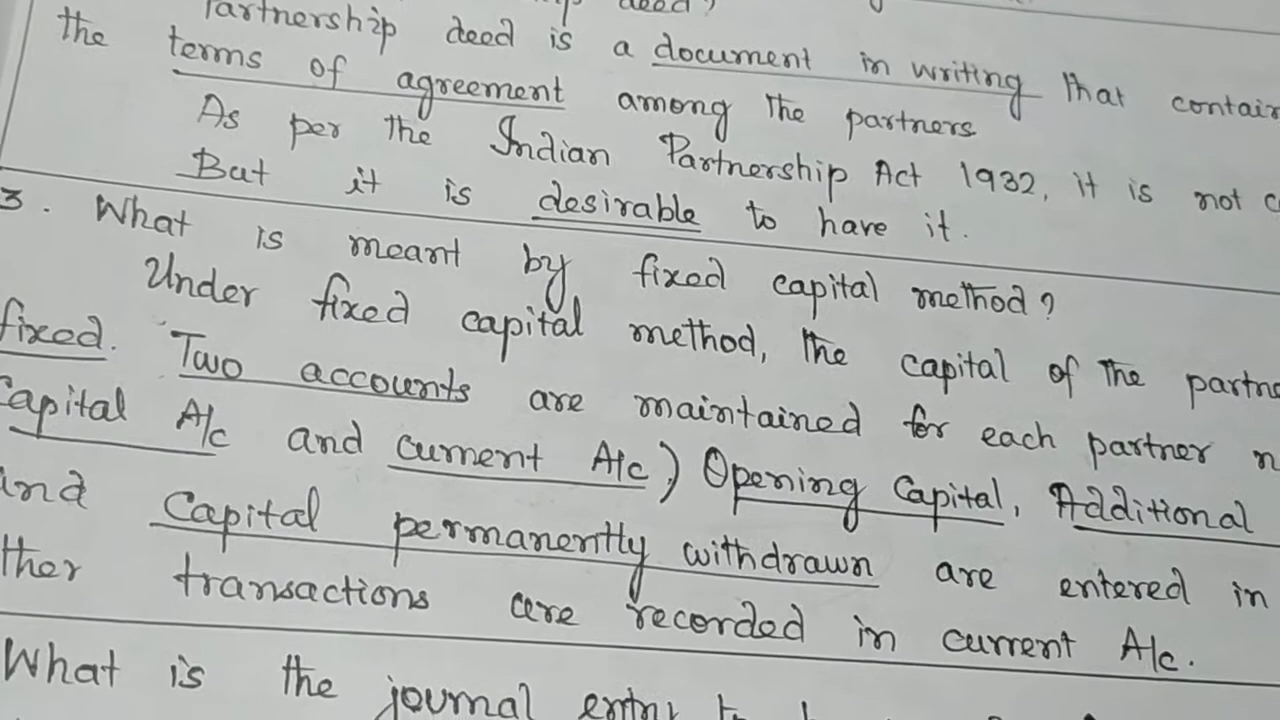 deed?
Partnership deed is a document in writing that contain
the terms of agreement among the partners
As per the Indian Partnership Act 1932, it is not
But it is desirable to have it.
3. What is meant by fixed capital method?
Under fixed capital method, the capital of the
fixed. Two accounts are maintained for each partner
Capital A/c and current A/c) Opening Capital, Additional
and Capital permanently withdrawn are entered in
ther transactions are recorded in current A/c.
What is the journal entry